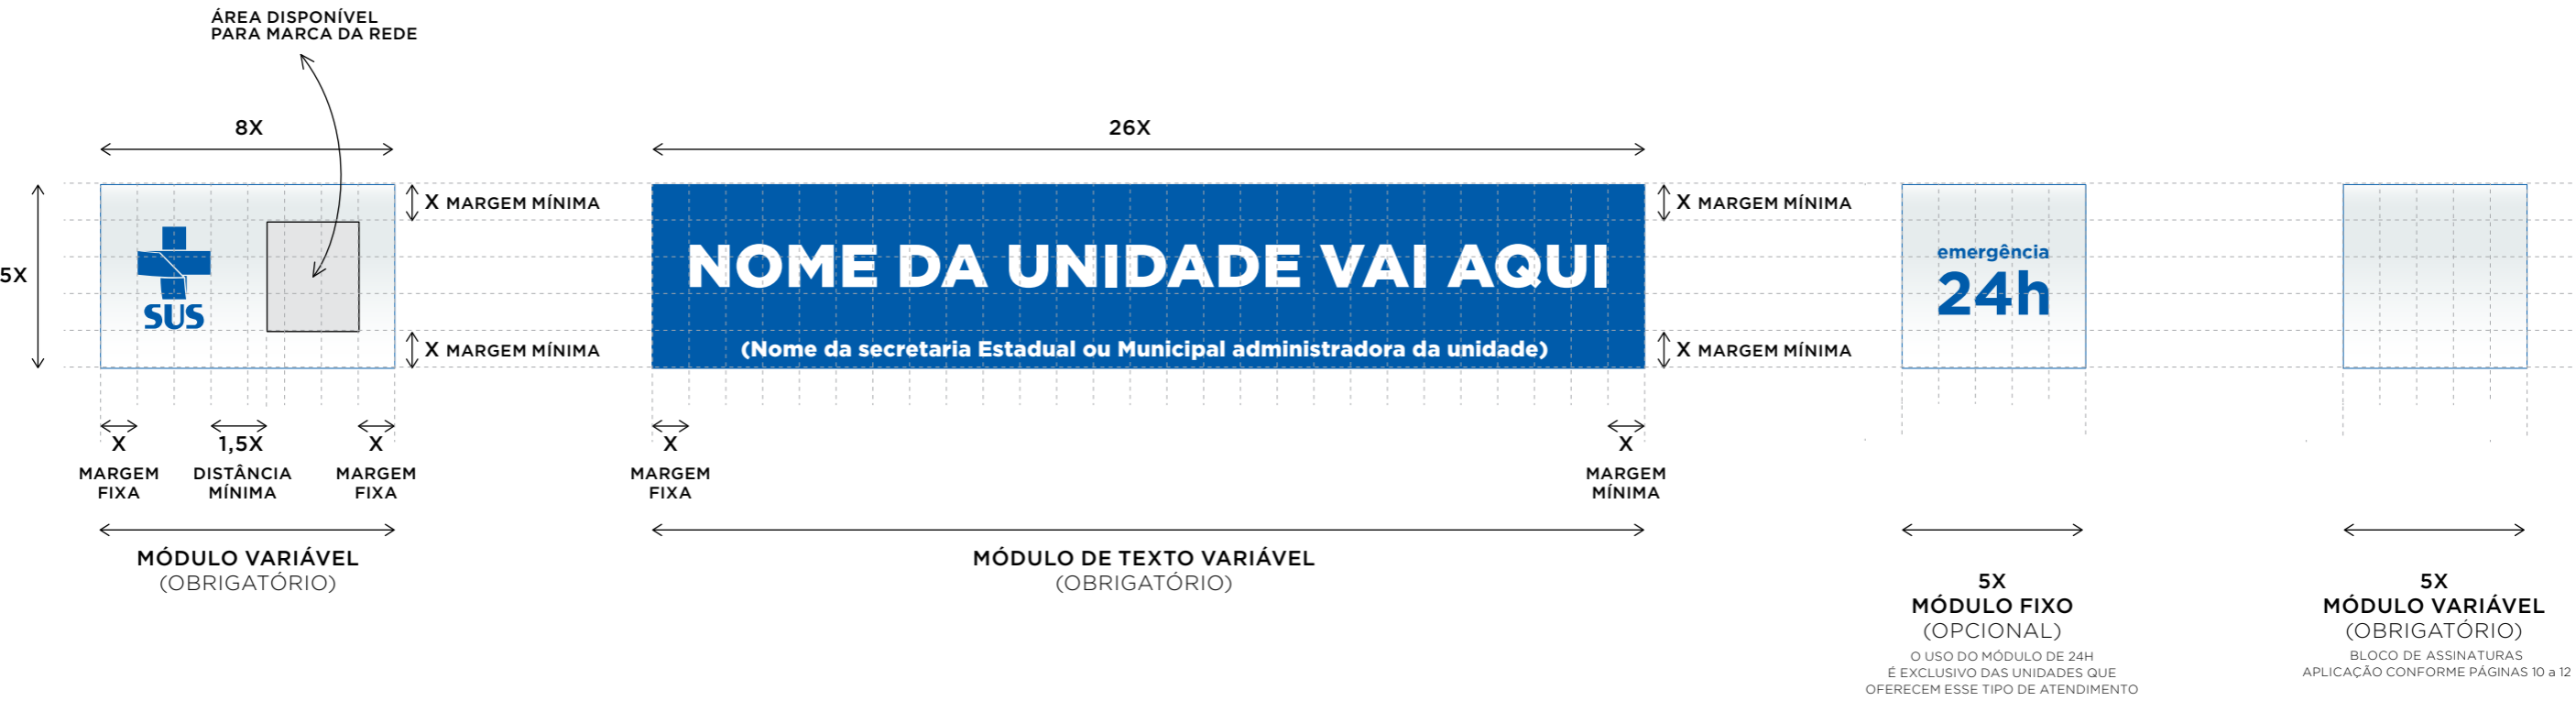 ÁREA DISPONÍVEL
PARA MARCA DA REDE
8X
26X
5X
X MARGEM MÍNIMA
X MARGEM MÍNIMA
SUS
NOME DA UNIDADE VAI AQUI
(Nome da secretaria Estadual ou Municipal administradora da unidade)
X MARGEM MÍNIMA
X MARGEM MÍNIMA
emergência
24h
X
MARGEM
FIXA
1,5X
DISTÂNCIA
MÍNIMA
X
MARGEM
FIXA
X
MARGEM
FIXA
X
MARGEM
MÍNIMA
MÓDULO VARIÁVEL
(OBRIGATÓRIO)
MÓDULO DE TEXTO VARIÁVEL
(OBRIGATÓRIO)
5X
MÓDULO FIXO
(OPCIONAL)
O USO DO MÓDULO DE 24H
É EXCLUSIVO DAS UNIDADES QUE
OFERECEM ESSE TIPO DE ATENDIMENTO
5X
MÓDULO VARIÁVEL
(OBRIGATÓRIO)
BLOCO DE ASSINATURAS
APLICAÇÃO CONFORME PÁGINAS 10 a 12